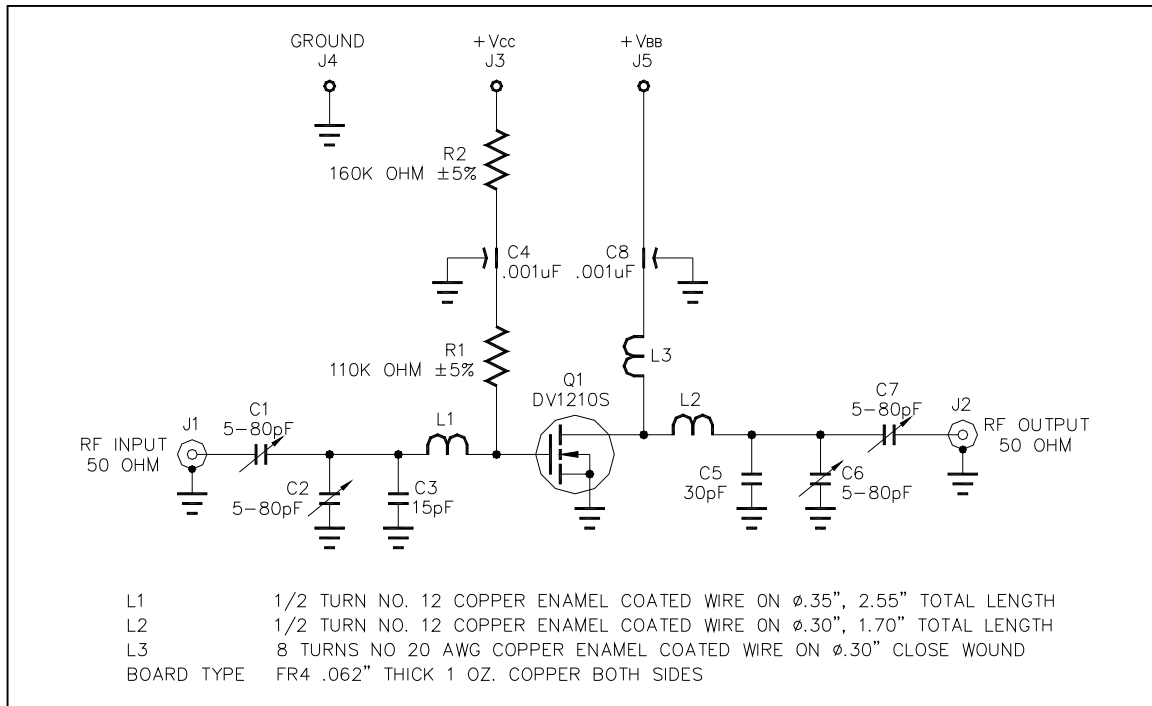 GROUND
J4
+VCC
J3
+VBB
J5
R2
160K OHM ±5%
C4
.001uF
C8
.001uF
R1
110K OHM ±5%
L3
Q1
DV1210S
L2
C7
5-80pF
J2
RF OUTPUT
50 OHM
J1
RF INPUT
50 OHM
C1
5-80pF
L1
C2
5-80pF
C3
15pF
C5
30pF
C6
5-80pF
L1 1/2 TURN NO. 12 COPPER ENAMEL COATED WIRE ON ø.35", 2.55" TOTAL LENGTH
L2 1/2 TURN NO. 12 COPPER ENAMEL COATED WIRE ON ø.30", 1.70" TOTAL LENGTH
L3 8 TURNS NO 20 AWG COPPER ENAMEL COATED WIRE ON ø.30" CLOSE WOUND
BOARD TYPE FR4 .062" THICK 1 OZ. COPPER BOTH SIDES